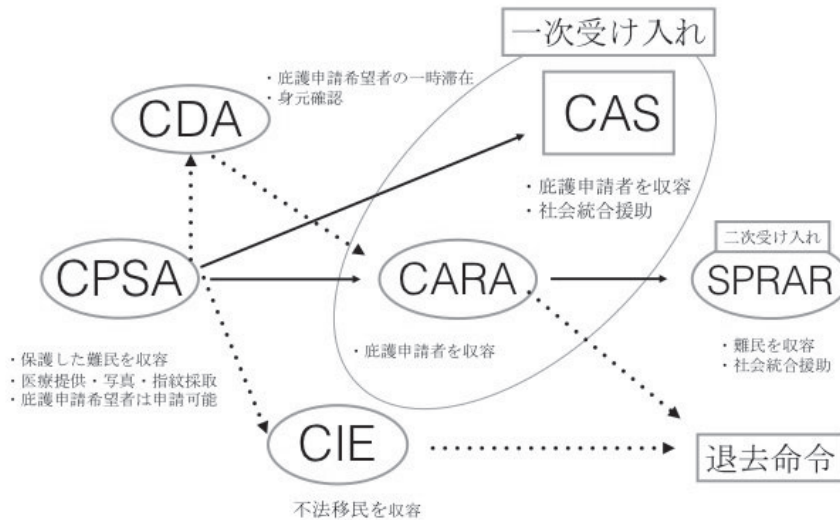 一次受け入れ
CDA
・庇護申請希望者の一時滞在
・身元確認
CAS
・庇護申請者を収容
・社会統合援助
CPSA
・保護した難民を収容
・医療提供・写真・指紋採取
・庇護申請希望者は申請可能
CARA
・庇護申請者を収容
二次受け入れ
SPRAR
・難民を収容
・社会統合援助
CIE
不法移民を収容
退去命令